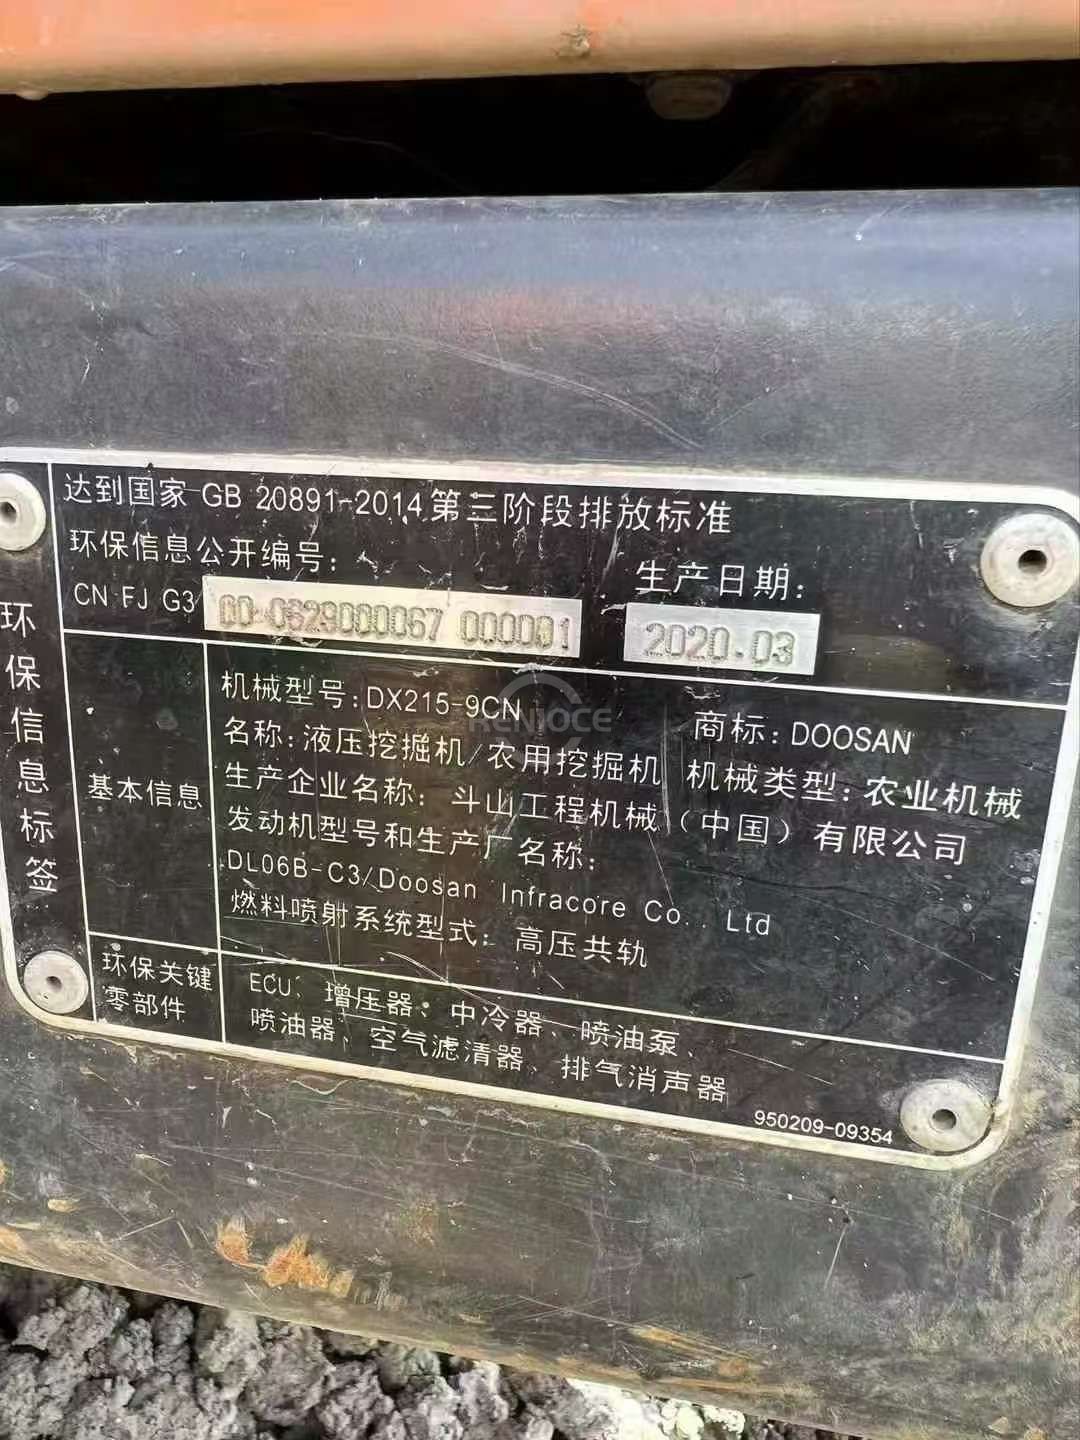 达到国家 GB 20891-2014第三阶段排放标准
环保信息公开编号:
生产日期:
CN FJ G3 00 0629000067 000001
2020.03
环保信息标签
基本信息
机械型号: DX215-9CN 商标: DOOSAN
名称: 液压挖掘机/农用挖掘机 机械类型: 农业机械
生产企业名称: 斗山工程机械(中国)有限公司
发动机型号和生产厂名称:
DL06B-C3/Doosan Infracore Co., Ltd
燃料喷射系统型式: 高压共轨
环保关键
零部件
ECU、增压器、中冷器、喷油泵、
喷油器、空气滤清器、排气消声器
950209-09354
RENIOCE